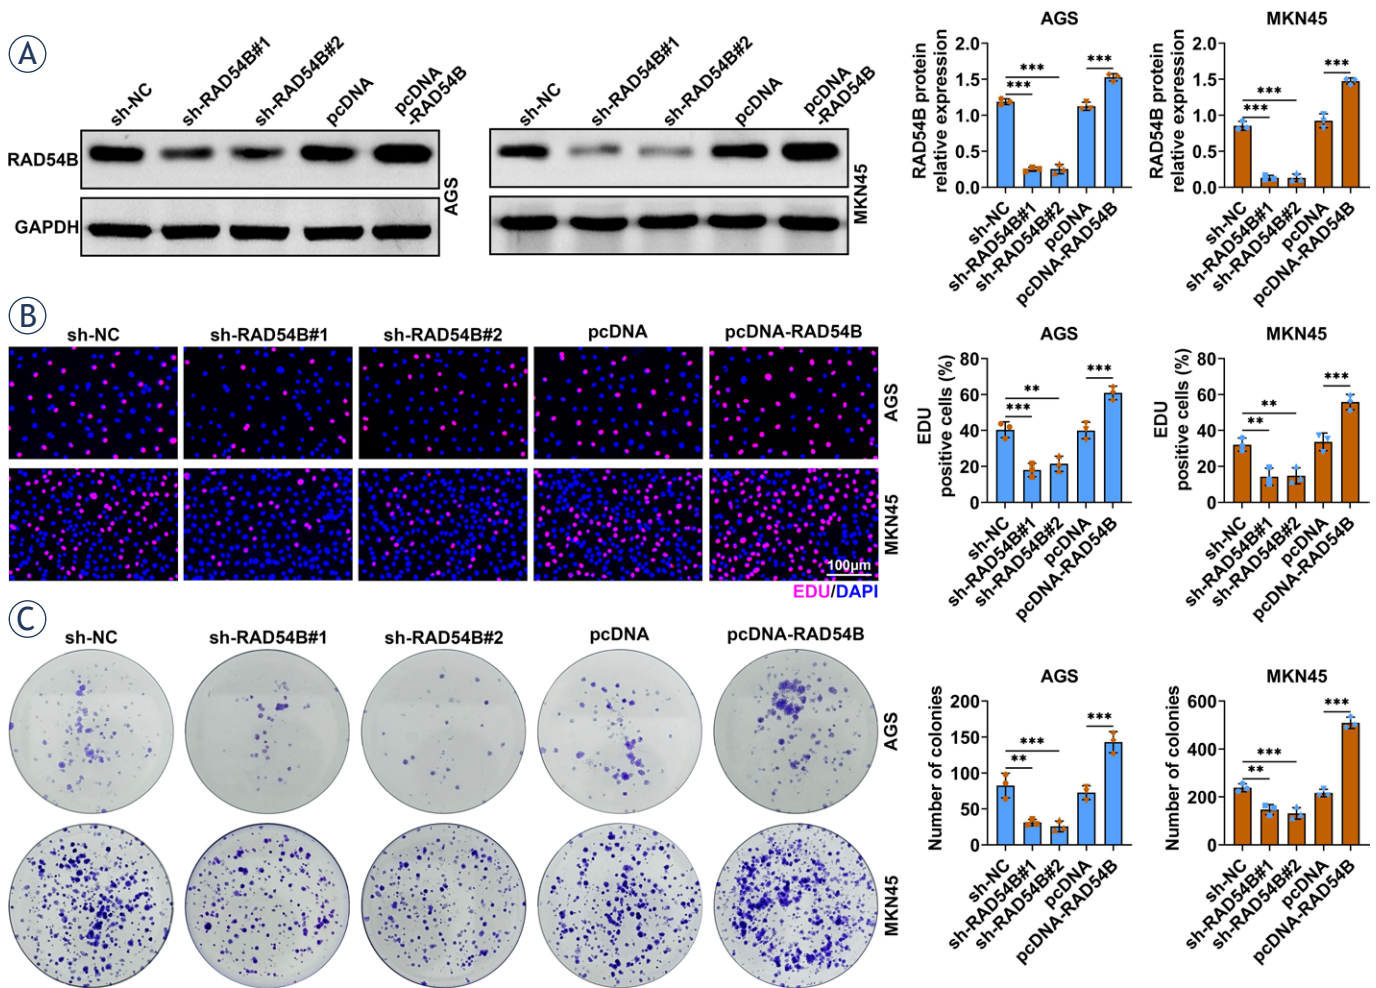 A
sh-NC
sh-RAD54B#1
sh-RAD54B#2
pcDNA
pcDNA
-RAD54B
RAD54B
GAPDH
AGS
sh-NC
sh-RAD54B#1
sh-RAD54B#2
pcDNA
pcDNA
-RAD54B
MKN45
AGS
RAD54B protein
relative expression
2.0
1.5
1.0
0.5
0.0
***
***
***
sh-NC
sh-RAD54B#1
sh-RAD54B#2
pcDNA
pcDNA-RAD54B
MKN45
RAD54B protein
relative expression
2.0
1.5
1.0
0.5
0.0
***
***
***
sh-NC
sh-RAD54B#1
sh-RAD54B#2
pcDNA
pcDNA-RAD54B
B
sh-NC
sh-RAD54B#1
sh-RAD54B#2
pcDNA
pcDNA-RAD54B
AGS
MKN45
100μm
EDU/DAPI
AGS
EDU
positive cells (%)
80
60
40
20
0
***
**
***
sh-NC
sh-RAD54B#1
sh-RAD54B#2
pcDNA
pcDNA-RAD54B
MKN45
EDU
positive cells (%)
80
60
40
20
0
**
**
***
sh-NC
sh-RAD54B#1
sh-RAD54B#2
pcDNA
pcDNA-RAD54B
C
sh-NC
sh-RAD54B#1
sh-RAD54B#2
pcDNA
pcDNA-RAD54B
AGS
MKN45
AGS
Number of colonies
200
150
100
50
0
**
***
***
sh-NC
sh-RAD54B#1
sh-RAD54B#2
pcDNA
pcDNA-RAD54B
MKN45
Number of colonies
600
400
200
0
**
***
***
sh-NC
sh-RAD54B#1
sh-RAD54B#2
pcDNA
pcDNA-RAD54B